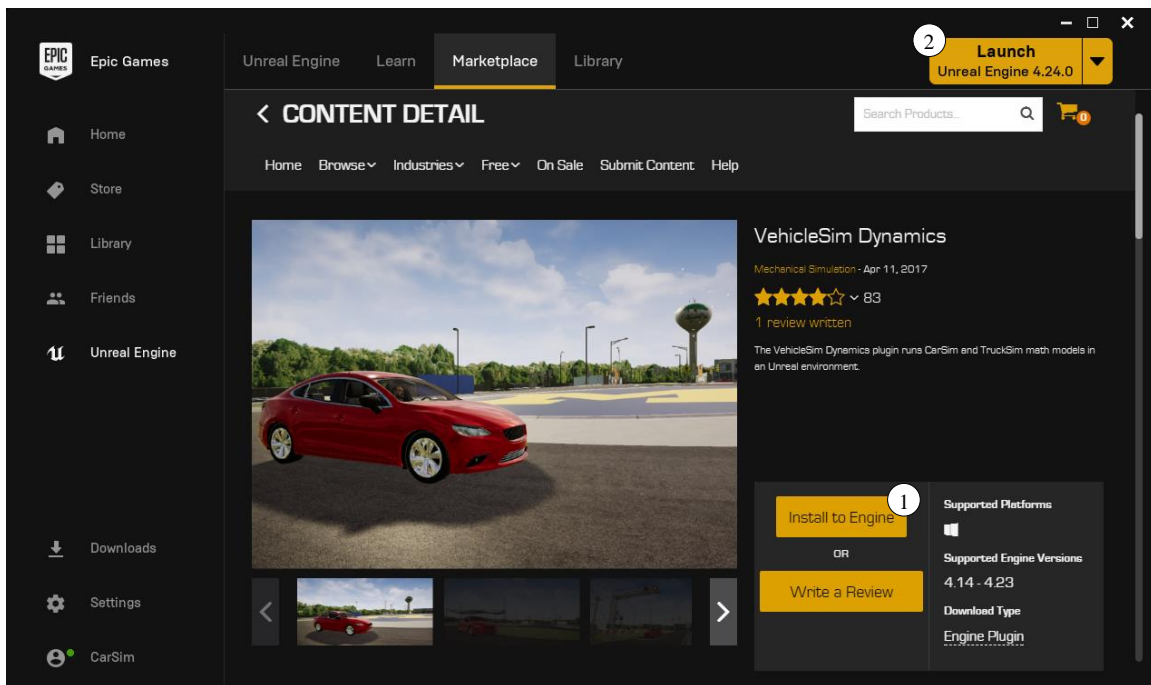 EPIC
GAMES
Epic Games
Home
Store
Library
Friends
Unreal Engine
Downloads
Settings
CarSim
Unreal Engine Learn Marketplace Library
2
Launch
Unreal Engine 4.24.0
CONTENT DETAIL
Search Products...
0
Home Browse Industries Free On Sale Submit Content Help
VehicleSim Dynamics
Mechanical Simulation - Apr 11, 2017
83
1 review written
The VehicleSim Dynamics plugin runs CarSim and TruckSim math models in
an Unreal environment.
1
Install to Engine
OR
Write a Review
Supported Platforms
Supported Engine Versions
4.14 - 4.23
Download Type
Engine Plugin